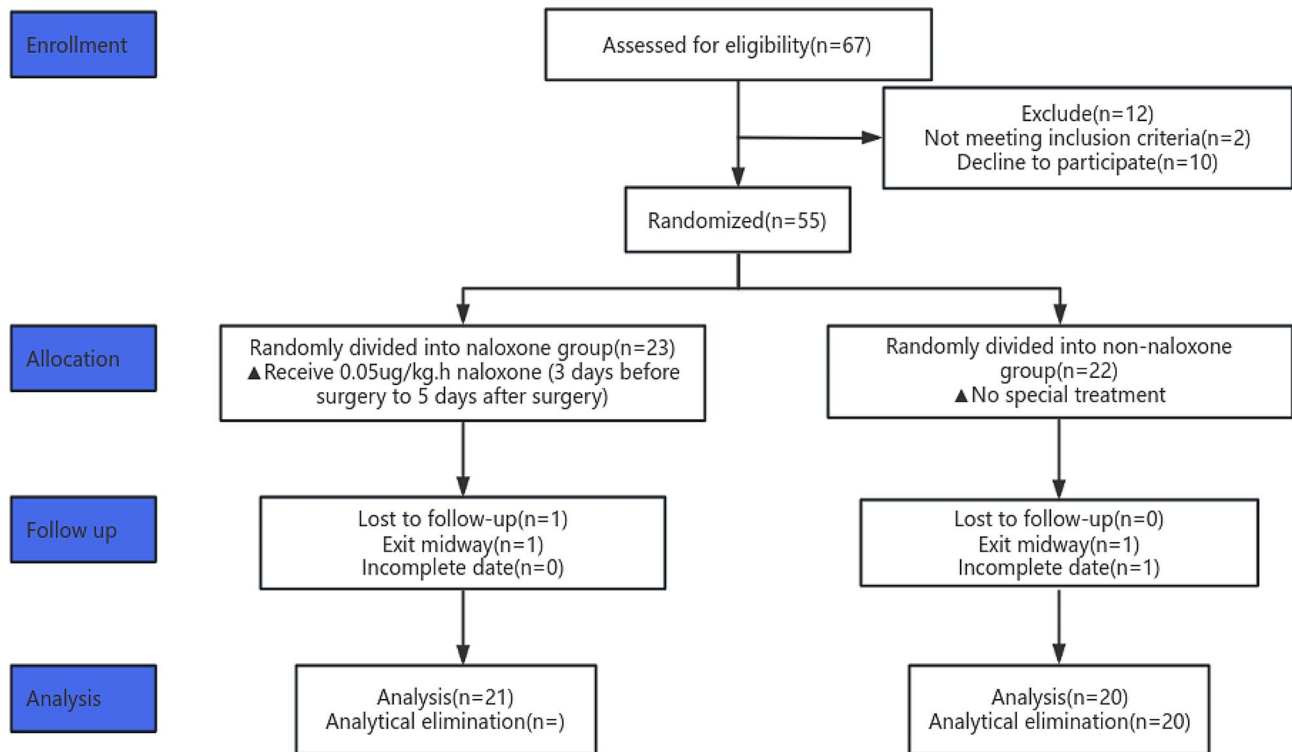 Enrollment
Assessed for eligibility(n=67)
Exclude(n=12)
Not meeting inclusion criteria(n=2)
Decline to participate(n=10)
Randomized(n=55)
Allocation
Randomly divided into naloxone group(n=23)
▲Receive 0.05ug/kg.h naloxone (3 days before
surgery to 5 days after surgery)
Randomly divided into non-naloxone
group(n=22)
▲No special treatment
Follow up
Lost to follow-up(n=1)
Exit midway(n=1)
Incomplete date(n=0)
Lost to follow-up(n=0)
Exit midway(n=1)
Incomplete date(n=1)
Analysis
Analysis(n=21)
Analytical elimination(n=)
Analysis(n=20)
Analytical elimination(n=20)